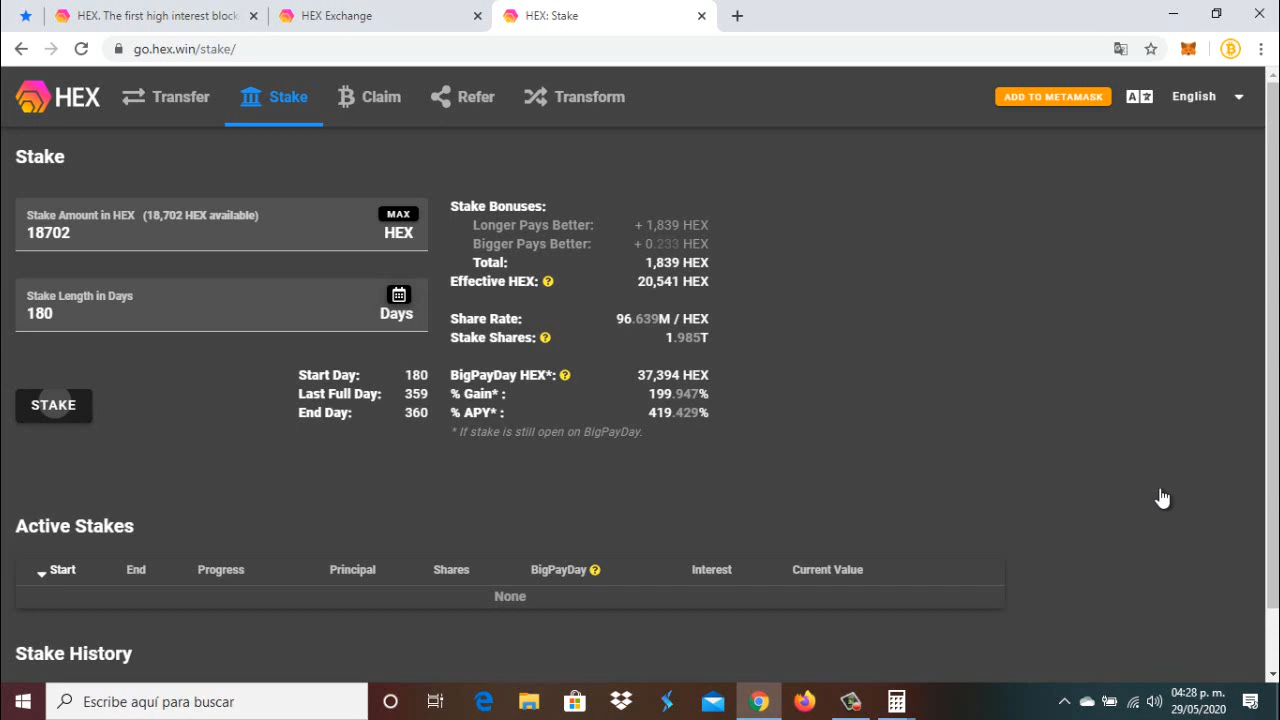 HEX. The first high interest block
HEX Exchange
HEX: Stake
go.hex.win/stake/
HEX
Transfer
Stake
Claim
Refer
Transform
ADD TO METAMASK
English
Stake
Stake Amount in HEX (18,702 HEX available)
MAX
18702
HEX
Stake Length in Days
180
Days
STAKE
Start Day: 180
Last Full Day: 359
End Day: 360
Stake Bonuses:
Longer Pays Better: + 1,839 HEX
Bigger Pays Better: + 0.233 HEX
Total: 1,839 HEX
Effective HEX: ? 20,541 HEX
Share Rate: 96.639M / HEX
Stake Shares: ? 1.985T
BigPayDay HEX*: ? 37,394 HEX
% Gain* : 199.947%
% APY* : 419.429%
* If stake is still open on BigPayDay.
Active Stakes
Start End Progress Principal Shares BigPayDay ? Interest Current Value
None
Stake History
Escribe aquí para buscar
04:28 p. m.
29/05/2020